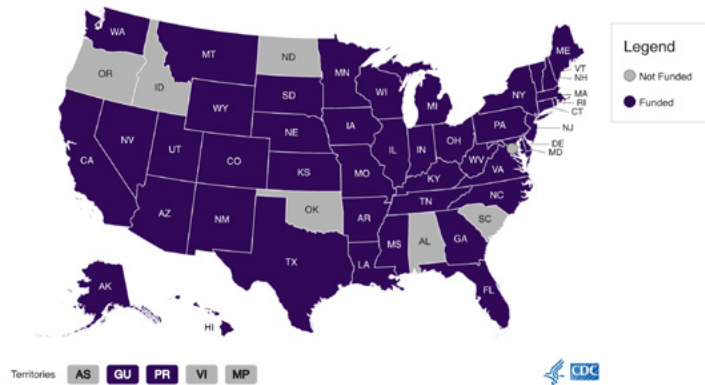 WA
MT
ND
MN
ME
Legend
Not Funded
Funded
VT
NH
MA
RI
CT
NJ
DE
MD
OR
ID
WY
SD
WI
MI
NY
NV
UT
CO
NE
IA
IL
IN
OH
PA
CA
KS
MO
KY
WV
VA
AZ
NM
OK
AR
TN
NC
TX
LA
MS
AL
GA
SC
FL
AK
HI
Territories AS GU PR VI MP
CDC